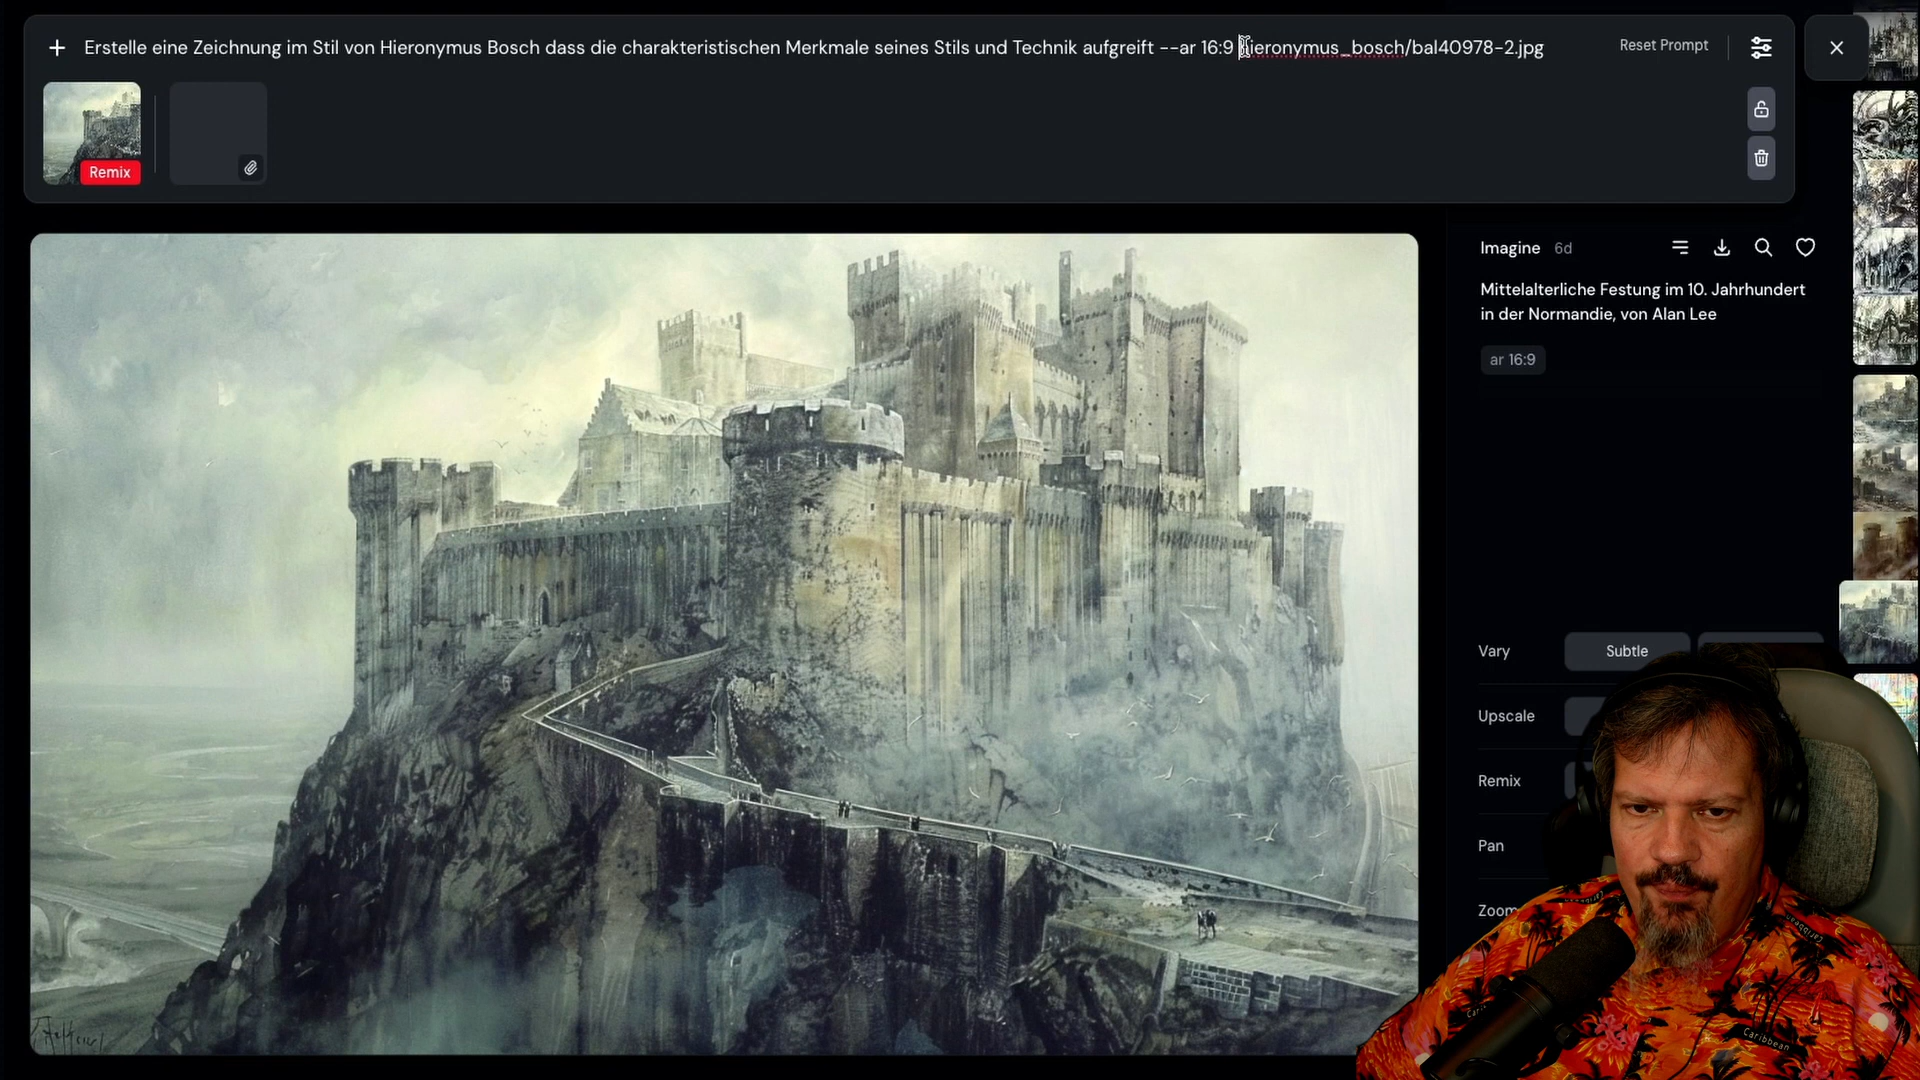 Erstelle eine Zeichnung im Stil von Hieronymus Bosch dass die charakteristischen Merkmale seines Stils und Technik aufgreift --ar 16:9 hieronymus_bosch/bal40978-2.jpg
Reset Prompt
Remix
Imagine 6d
Mittelalterliche Festung im 10. Jahrhundert
in der Normandie, von Alan Lee
ar 16:9
Vary Subtle
Upscale
Remix
Pan
Zoom
Caribbean
Caribbean